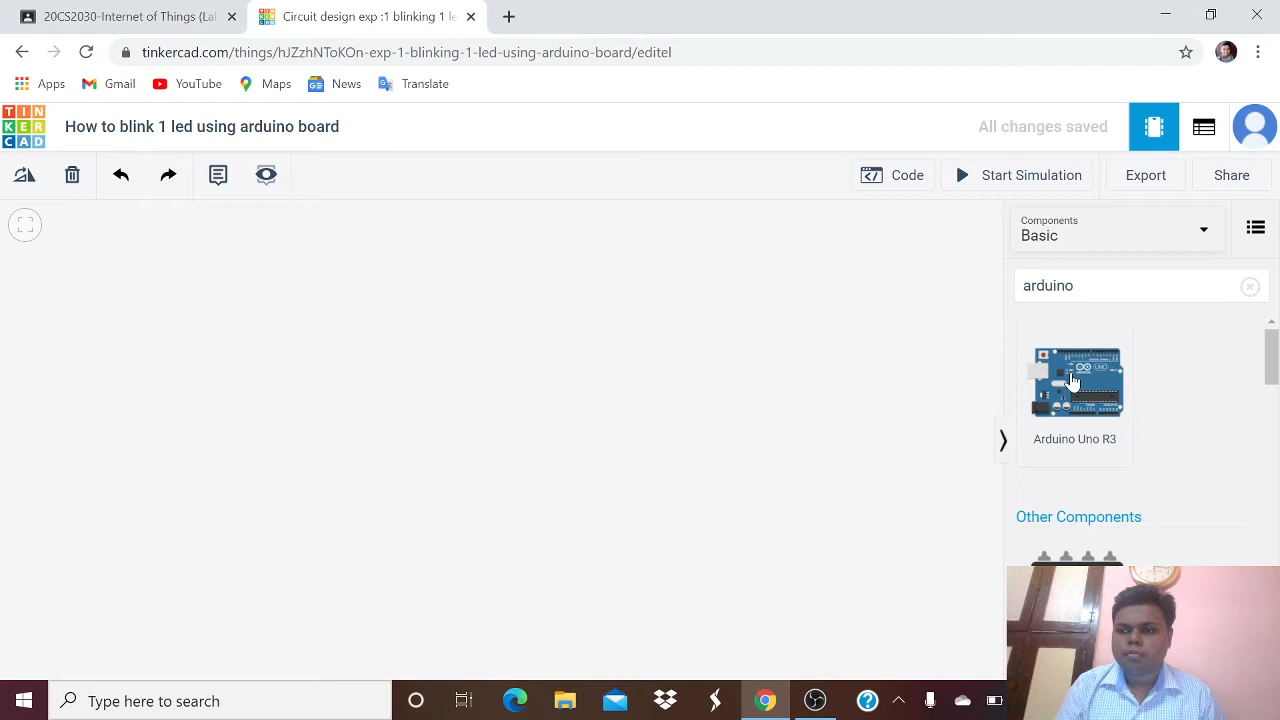 20CS2030-Internet of Things (La
Circuit design exp :1 blinking 1 le
tinkercad.com/things/hJZzhNToKOn-exp-1-blinking-1-led-using-arduino-board/editel
Apps
Gmail
YouTube
Maps
News
Translate
TIN
KER
CAD
How to blink 1 led using arduino board
All changes saved
Code
Start Simulation
Export
Share
Components
Basic
arduino
UNO
Arduino Uno R3
Other Components
Type here to search